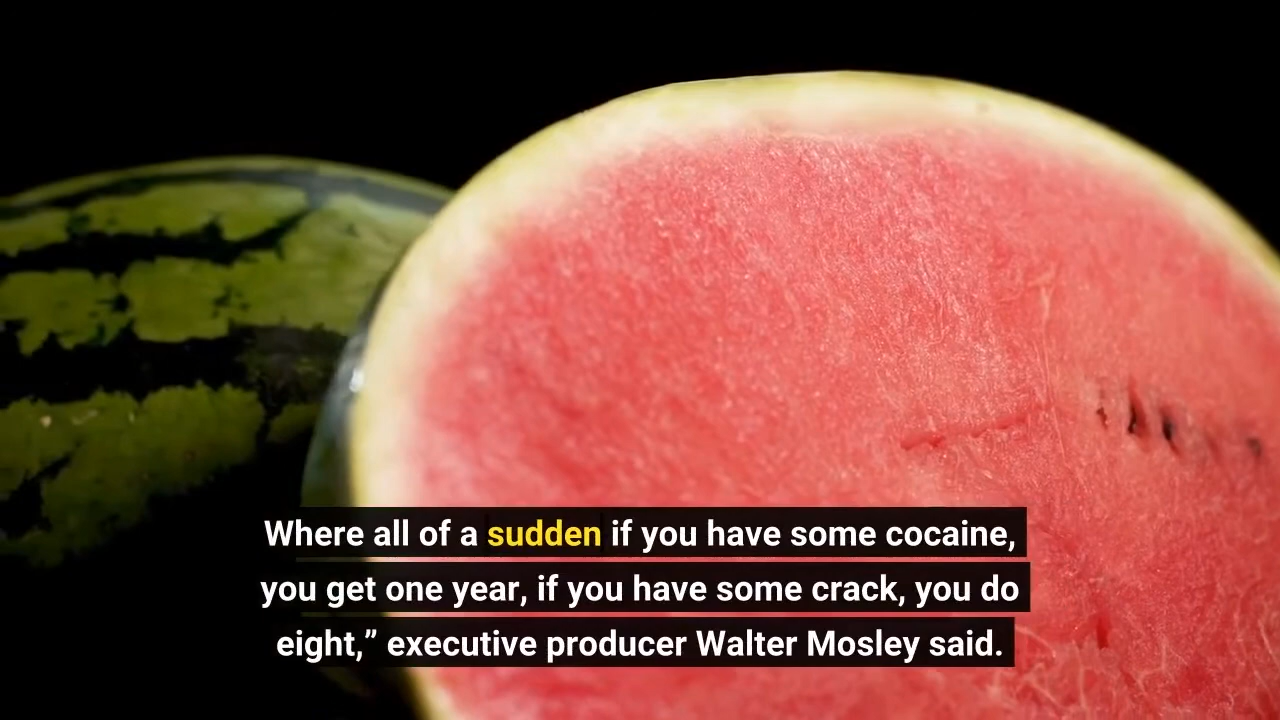 Where all of a sudden if you have some cocaine,
you get one year, if you have some crack, you do
eight,” executive producer Walter Mosley said.